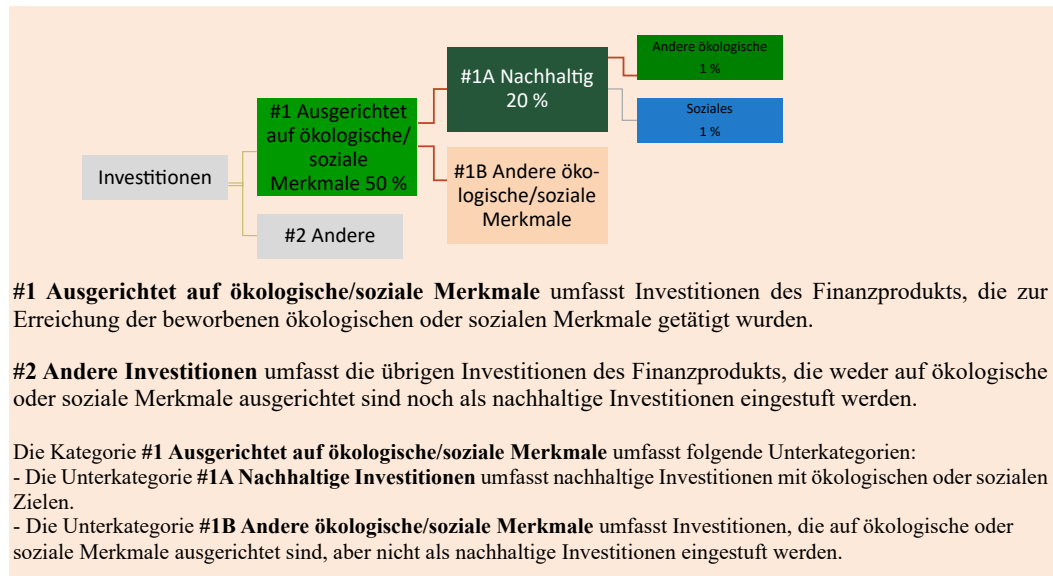 Investitionen
#1 Ausgerichtet
auf ökologische/
soziale
Merkmale 50 %
#2 Andere
#1A Nachhaltig
20 %
#1B Andere öko-
logische/soziale
Merkmale
Andere ökologische
1 %
Soziales
1 %
#1 Ausgerichtet auf ökologische/soziale Merkmale umfasst Investitionen des Finanzprodukts, die zur
Erreichung der beworbenen ökologischen oder sozialen Merkmale getätigt wurden.
#2 Andere Investitionen umfasst die übrigen Investitionen des Finanzprodukts, die weder auf ökologische
oder soziale Merkmale ausgerichtet sind noch als nachhaltige Investitionen eingestuft werden.
Die Kategorie #1 Ausgerichtet auf ökologische/soziale Merkmale umfasst folgende Unterkategorien:
- Die Unterkategorie #1A Nachhaltige Investitionen umfasst nachhaltige Investitionen mit ökologischen oder sozialen
Zielen.
- Die Unterkategorie #1B Andere ökologische/soziale Merkmale umfasst Investitionen, die auf ökologische oder
soziale Merkmale ausgerichtet sind, aber nicht als nachhaltige Investitionen eingestuft werden.